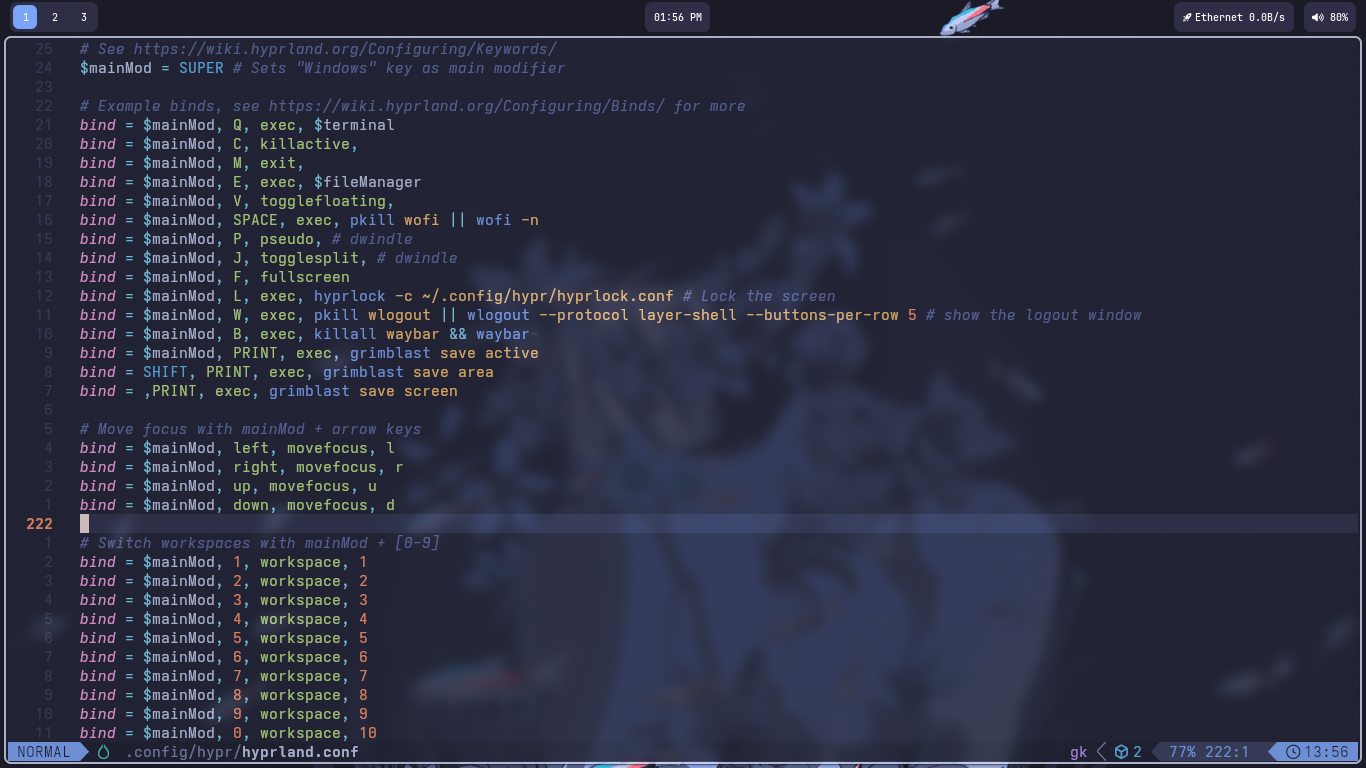 1 2 3
01:56 PM
Ethernet 0.0B/s
80%
25 # See https://wiki.hyprland.org/Configuring/Keywords/
24 $mainMod = SUPER # Sets "Windows" key as main modifier
23
22 # Example binds, see https://wiki.hyprland.org/Configuring/Binds/ for more
21 bind = $mainMod, Q, exec, $terminal
20 bind = $mainMod, C, killactive,
19 bind = $mainMod, M, exit,
18 bind = $mainMod, E, exec, $fileManager
17 bind = $mainMod, V, togglefloating,
16 bind = $mainMod, SPACE, exec, pkill wofi || wofi -n
15 bind = $mainMod, P, pseudo, # dwindle
14 bind = $mainMod, J, togglesplit, # dwindle
13 bind = $mainMod, F, fullscreen
12 bind = $mainMod, L, exec, hyprlock -c ~/.config/hypr/hyprlock.conf # Lock the screen
11 bind = $mainMod, W, exec, pkill wlogout || wlogout --protocol layer-shell --buttons-per-row 5 # show the logout window
10 bind = $mainMod, B, exec, killall waybar && waybar-
9 bind = $mainMod, PRINT, exec, grimblast save active
8 bind = SHIFT, PRINT, exec, grimblast save area
7 bind = ,PRINT, exec, grimblast save screen
6
5 # Move focus with mainMod + arrow keys
4 bind = $mainMod, left, movefocus, l
3 bind = $mainMod, right, movefocus, r
2 bind = $mainMod, up, movefocus, u
1 bind = $mainMod, down, movefocus, d
222
1 # Switch workspaces with mainMod + [0-9]
2 bind = $mainMod, 1, workspace, 1
3 bind = $mainMod, 2, workspace, 2
4 bind = $mainMod, 3, workspace, 3
5 bind = $mainMod, 4, workspace, 4
6 bind = $mainMod, 5, workspace, 5
7 bind = $mainMod, 6, workspace, 6
8 bind = $mainMod, 7, workspace, 7
9 bind = $mainMod, 8, workspace, 8
10 bind = $mainMod, 9, workspace, 9
11 bind = $mainMod, 0, workspace, 10
NORMAL .config/hypr/hyprland.conf gk 2 77% 222:1 13:56